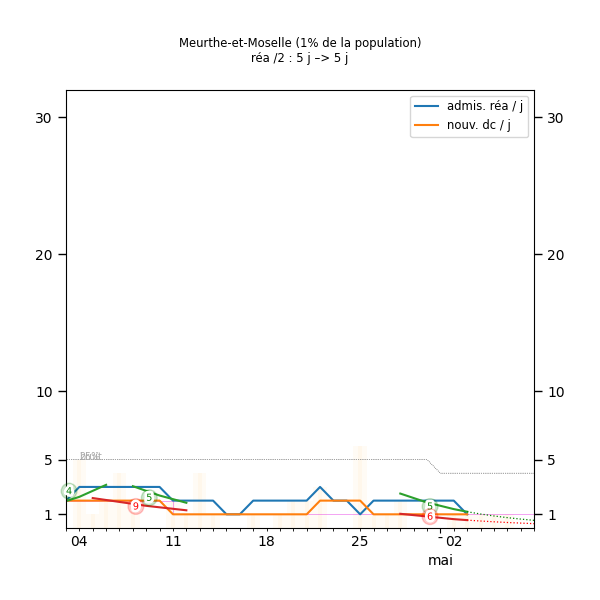 Meurthe-et-Moselle (1% de la population)
réa /2 : 5 j –> 5 j
admis. réa / j
nouv. dc / j
30 30
20 20
10 10
5 5
1 1
4
9
5
5
6
04 11 18 25 02
mai